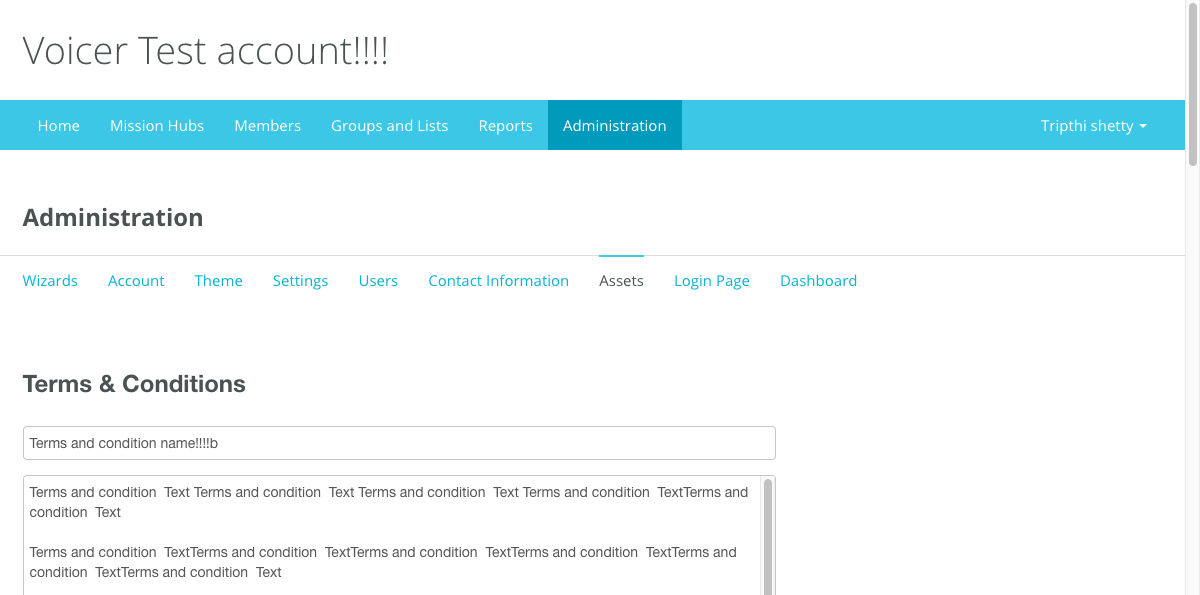 Voicer Test account!!!!
Home Mission Hubs Members Groups and Lists Reports Administration Tripthi shetty
Administration
Wizards Account Theme Settings Users Contact Information Assets Login Page Dashboard
Terms & Conditions
Terms and condition name!!!!b
Terms and condition  Text Terms and condition  Text Terms and condition  Text Terms and condition  TextTerms and
condition  Text
Terms and condition  TextTerms and condition  TextTerms and condition  TextTerms and condition  TextTerms and
condition  TextTerms and condition  Text